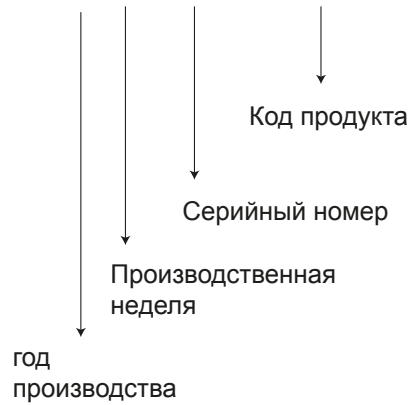 Код продукта
Серийный номер
Производственная
неделя
год
производства